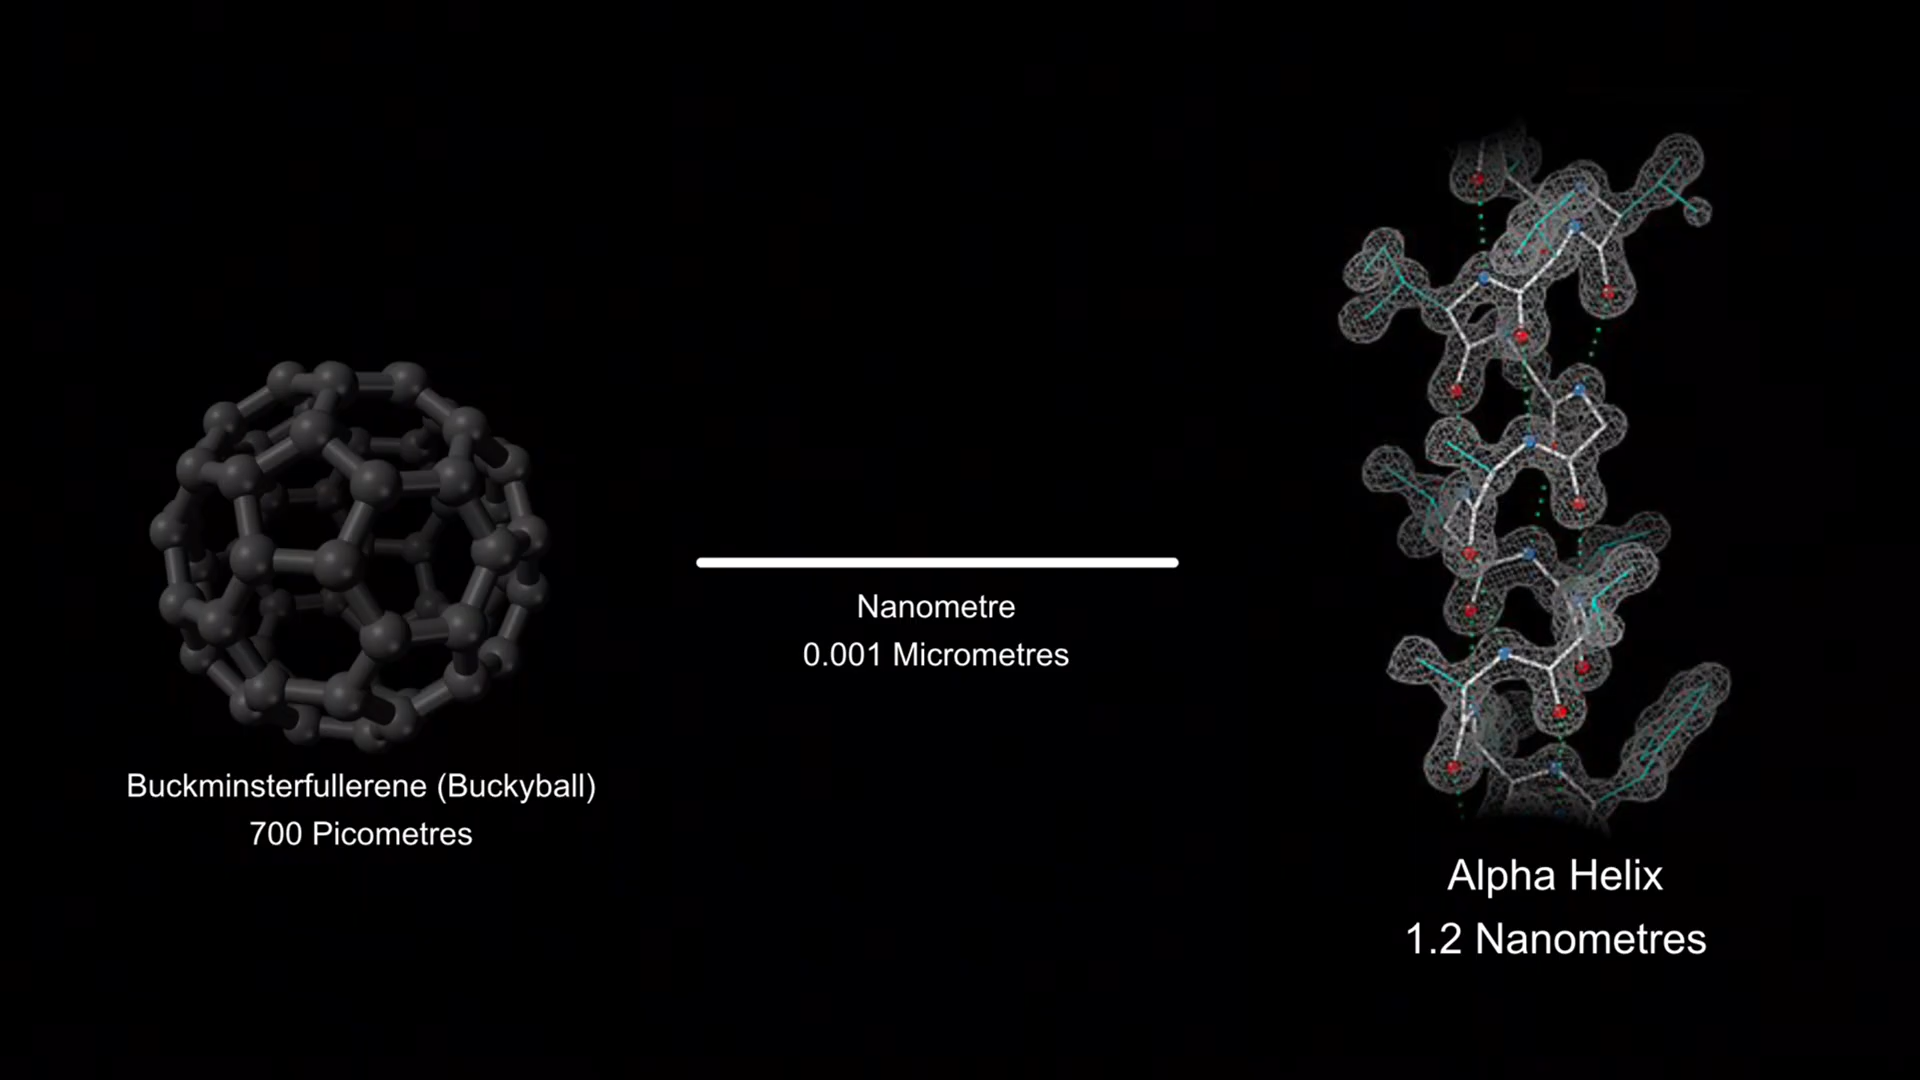 Buckminsterfullerene (Buckyball)
700 Picometres
Nanometre
0.001 Micrometres
Alpha Helix
1.2 Nanometres